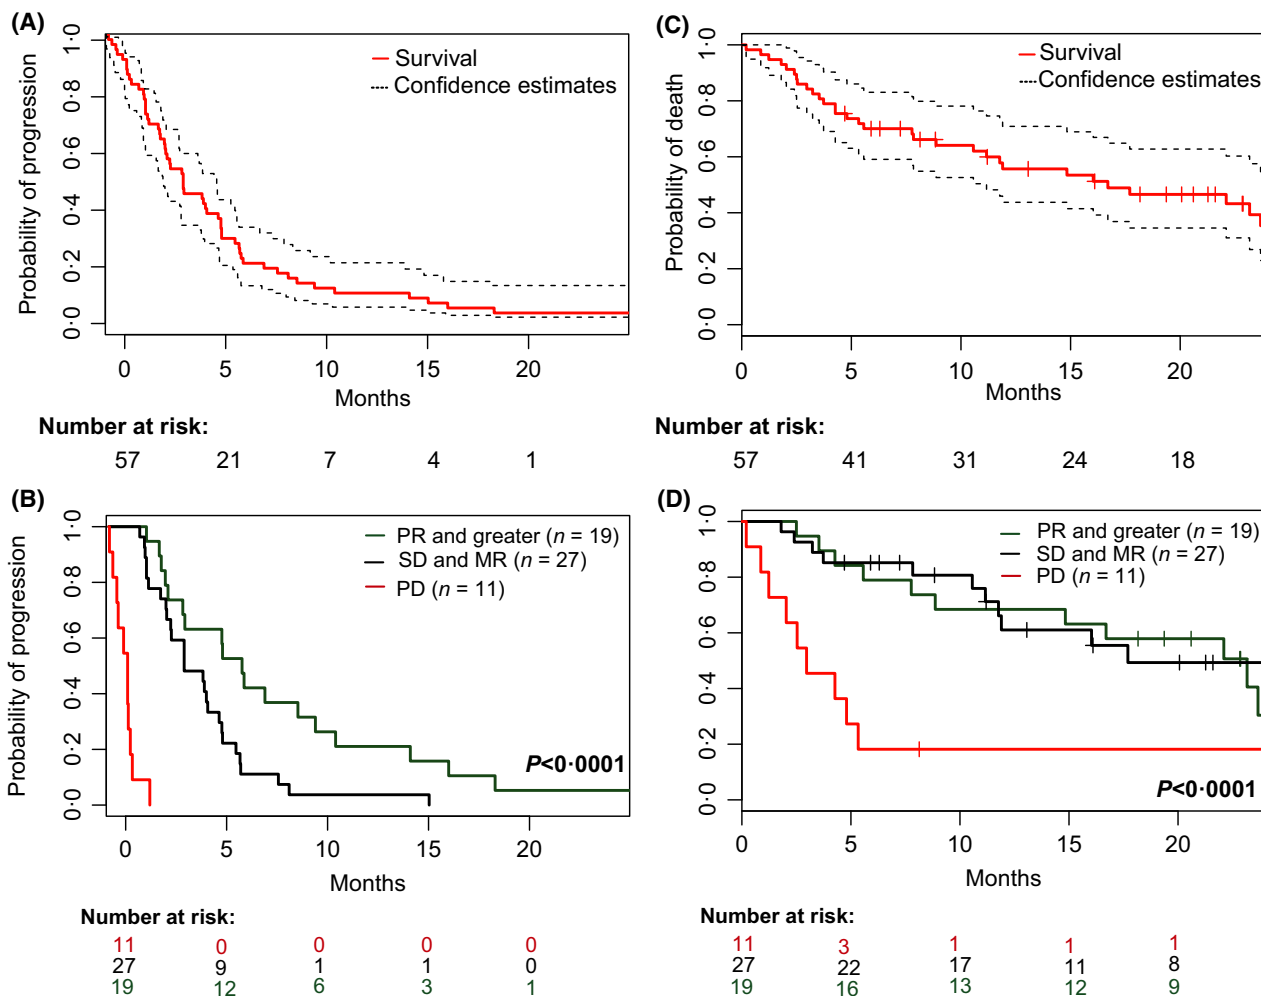 (A)
Probability of progression
1·0
0·8
0·6
0·4
0·2
0·0
Survival
Confidence estimates
0 5 10 15 20
Months
Number at risk:
57 21 7 4 1
(C)
Probability of death
1·0
0·8
0·6
0·4
0·2
0·0
Survival
Confidence estimates
0 5 10 15 20
Months
Number at risk:
57 41 31 24 18
(B)
Probability of progression
1·0
0·8
0·6
0·4
0·2
0·0
PR and greater (n = 19)
SD and MR (n = 27)
PD (n = 11)
P<0·0001
0 5 10 15 20
Months
Number at risk:
11 0 0 0 0
27 9 1 1 0
19 12 6 3 1
(D)
1·0
0·8
0·6
0·4
0·2
0·0
PR and greater (n = 19)
SD and MR (n = 27)
PD (n = 11)
P<0·0001
0 5 10 15 20
Months
Number at risk:
11 3 1 1 1
27 22 17 11 8
19 16 13 12 9